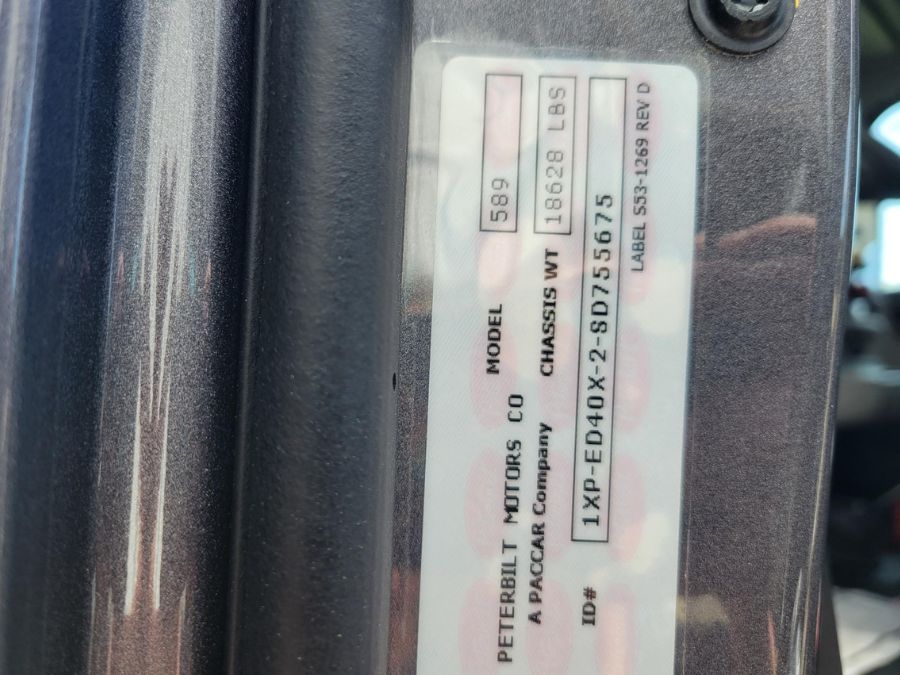 PETERBILT MOTORS CO MODEL 589
A PACCAR Company CHASSIS WT 18628 LBS
ID# 1XP-ED40X-2-SD755675
LABEL S53-1269 REV D